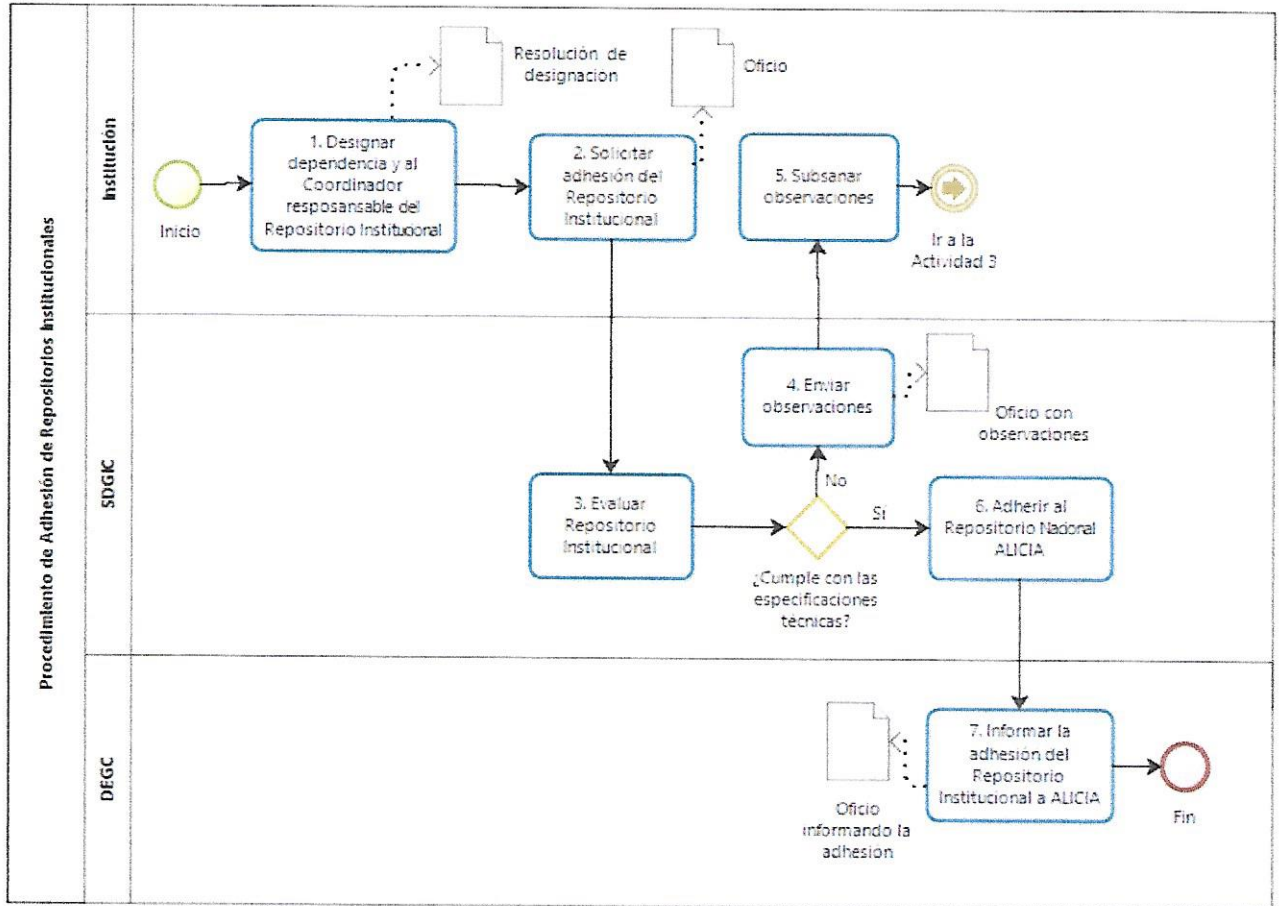 Procedimiento de Adhesión de Repositorios Institucionales
Institución
Inicio
1. Designar
dependencia y al
Coordinador
resposansable del
Repositorio Institucional
Resolución de
designacion
2. Solicitar
adhesión del
Repositorio
Institucional
Oficio
5. Subsanar
observaciones
Ir a la
Actividad 3
SDGIC
3. Evaluar
Repositorio
Institucional
¿Cumple con las
especificaciones
técnicas?
No
4. Enviar
observaciones
Oficio con
observaciones
Sí
6. Adherir al
Repositorio Nacional
ALICIA
DEGC
7. Informar la
adhesión del
Repositorio
Institucional a ALICIA
Oficio
informando la
adhesión
Fin